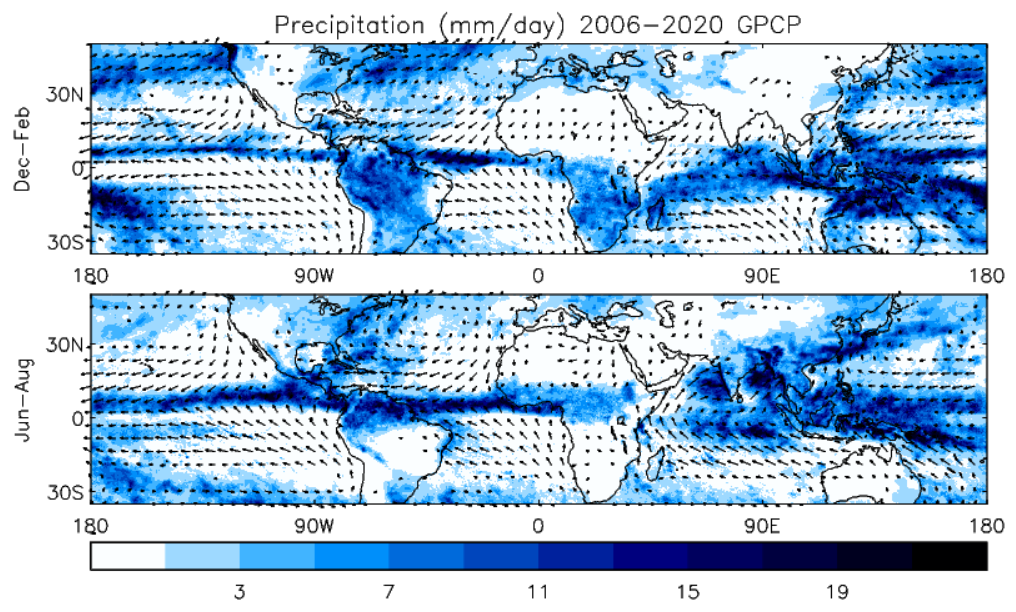 Precipitation (mm/day) 2006−2020 GPCP
Dec−Feb
30N
0
30S
180 90W 0 90E 180
Jun−Aug
30N
0
30S
180 90W 0 90E 180
3 7 11 15 19